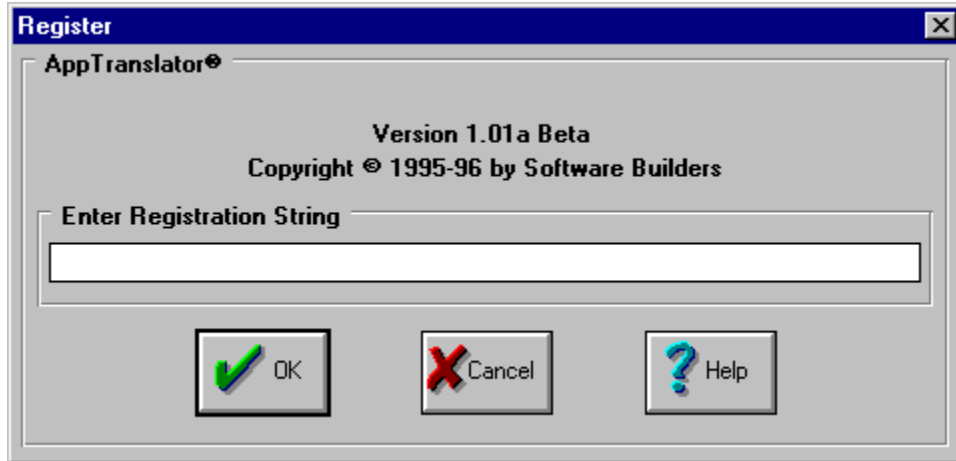 Register
AppTranslator®
Version 1.01a Beta
Copyright © 1995-96 by Software Builders
Enter Registration String
OK
Cancel
Help